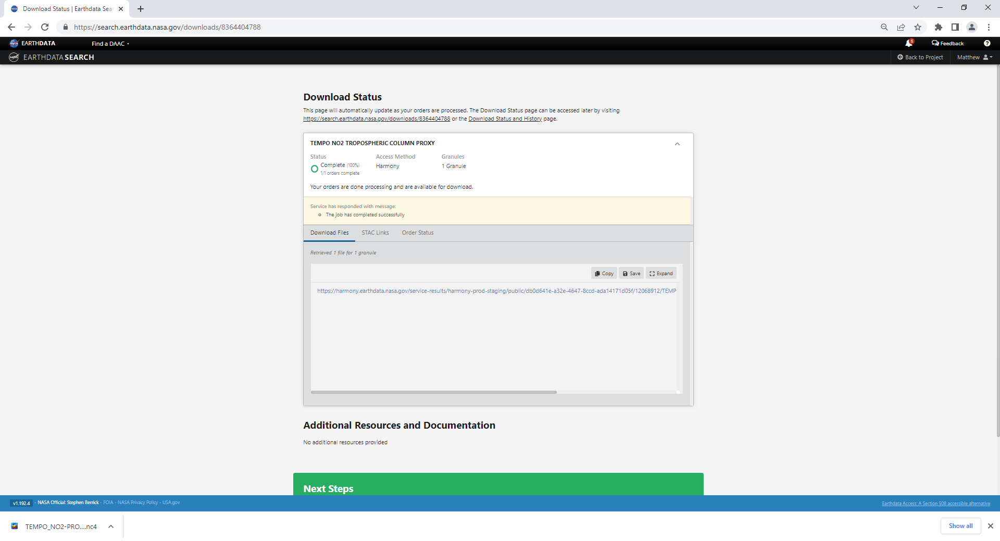 Download Status | Earthdata Sea
https://search.earthdata.nasa.gov/downloads/8364404788
EARTHDATA
Find a DAAC
6
Feedback
EARTHDATA SEARCH
Back to Project
Matthew
Download Status
This page will automatically update as your orders are processed. The Download Status page can be accessed later by visiting
https://search.earthdata.nasa.gov/downloads/8364404788 or the Download Status and History page.
TEMPO NO2 TROPOSPHERIC COLUMN PROXY
Status
Access Method
Granules
Complete (100%)
1/1 orders complete
Harmony
1 Granule
Your orders are done processing and are available for download.
Service has responded with message:
The job has completed successfully
Download Files
STAC Links
Order Status
Retrieved 1 file for 1 granule
Copy
Save
Expand
https://harmony.earthdata.nasa.gov/service-results/harmony-prod-staging/public/db0d641e-a32e-4647-8ccd-ada14171d05f/12068912/TEMP
Additional Resources and Documentation
No additional resources provided
Next Steps
v1.192.4 · NASA Official: Stephen Berrick · FOIA · NASA Privacy Policy · USA.gov
Earthdata Access: A Section 508 accessible alternative
TEMPO_NO2-PRO....nc4
Show all